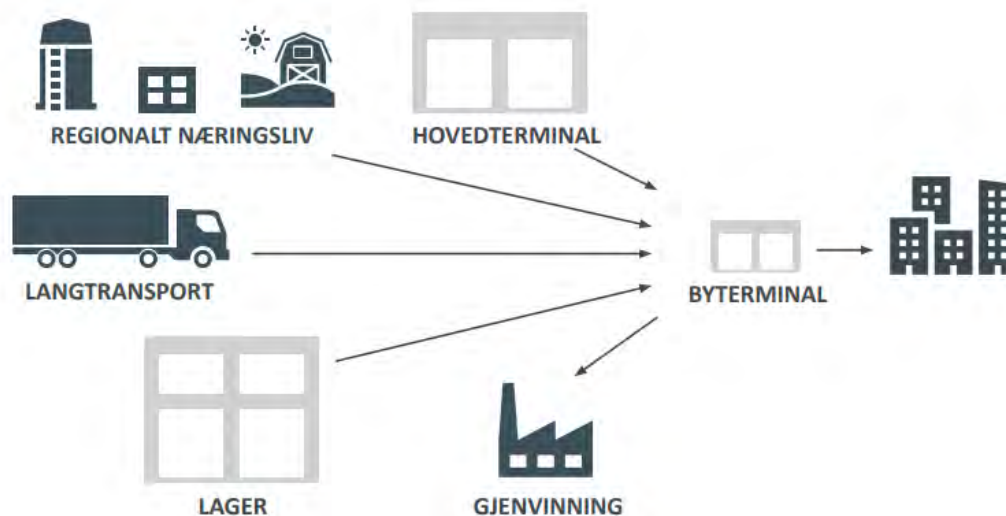 REGIONALT NÆRINGSLIV
HOVEDTERMINAL
LANGTRANSPORT
BYTERMINAL
LAGER
GJENVINNING